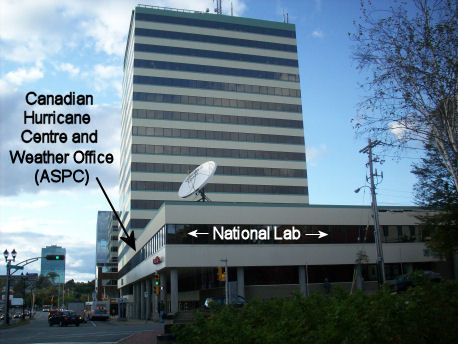 Canadian
Hurricane
Centre and
Weather Office
(ASPC)
National Lab